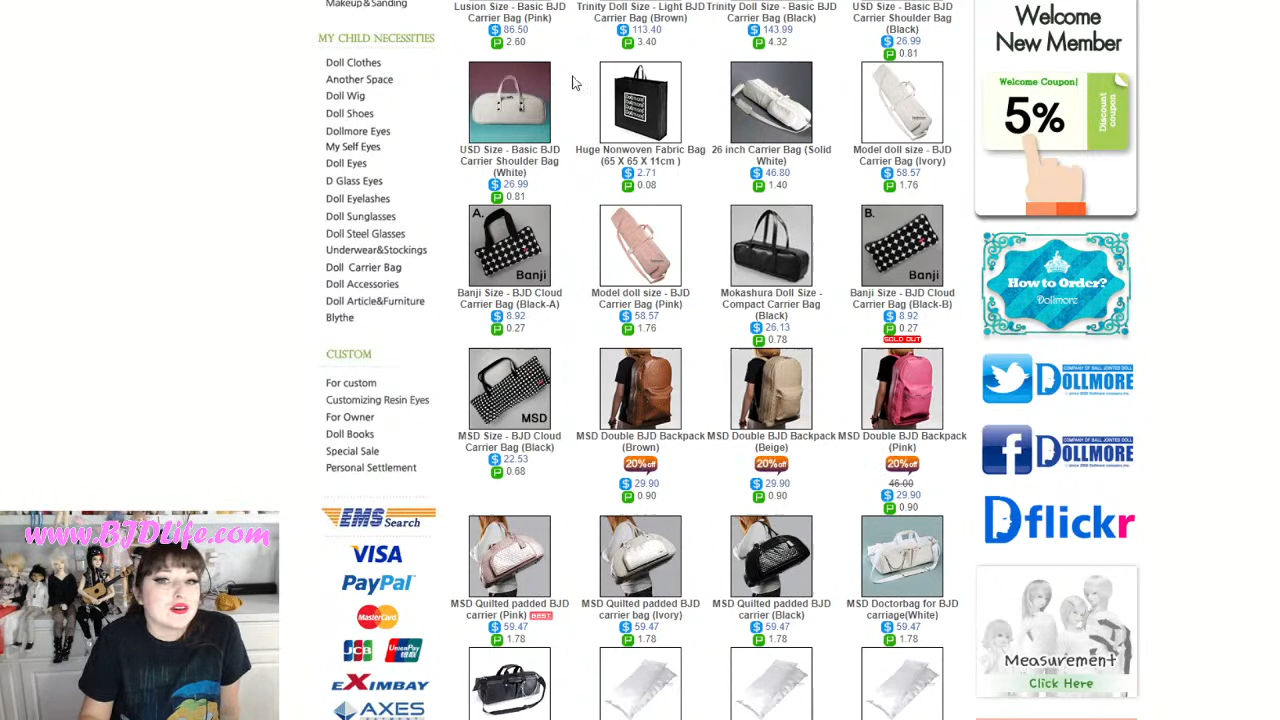 Makeup&Sanding
MY CHILD NECESSITIES
Doll Clothes
Another Space
Doll Wig
Doll Shoes
Dollmore Eyes
My Self Eyes
Doll Eyes
D Glass Eyes
Doll Eyelashes
Doll Sunglasses
Doll Steel Glasses
Underwear&Stockings
Doll Carrier Bag
Doll Accessories
Doll Article&Furniture
Blythe
CUSTOM
For custom
Customizing Resin Eyes
For Owner
Doll Books
Special Sale
Personal Settlement
EMS Search
VISA
PayPal
MasterCard
JCB UnionPay
EXIMBAY
AXES
PAYMENT
www.BJDLife.com
Lusion Size - Basic BJD
Carrier Bag (Pink)
$ 86.50
P 2.60
Trinity Doll Size - Light BJD
Carrier Bag (Brown)
$ 113.40
P 3.40
Trinity Doll Size - Basic BJD
Carrier Bag (Black)
$ 143.99
P 4.32
USD Size - Basic BJD
Carrier Shoulder Bag
(Black)
$ 26.99
P 0.81
USD Size - Basic BJD
Carrier Shoulder Bag
(White)
$ 26.99
P 0.81
Huge Nonwoven Fabric Bag
(65 X 65 X 11cm )
$ 2.71
P 0.08
26 inch Carrier Bag (Solid
White)
$ 46.80
P 1.40
Model doll size - BJD
Carrier Bag (Ivory)
$ 58.57
P 1.76
A.
Banji
Banji Size - BJD Cloud
Carrier Bag (Black-A)
$ 8.92
P 0.27
Model doll size - BJD
Carrier Bag (Pink)
$ 58.57
P 1.76
Mokashura Doll Size -
Compact Carrier Bag
(Black)
$ 26.13
P 0.78
B.
Banji
Banji Size - BJD Cloud
Carrier Bag (Black-B)
$ 8.92
P 0.27
SOLD OUT
MSD
MSD Size - BJD Cloud
Carrier Bag (Black)
$ 22.53
P 0.68
MSD Double BJD Backpack
(Brown)
20% off
$ 29.90
P 0.90
MSD Double BJD Backpack
(Beige)
20% off
$ 29.90
P 0.90
MSD Double BJD Backpack
(Pink)
20% off
46.00
$ 29.90
P 0.90
MSD Quilted padded BJD
carrier (Pink) BEST
$ 59.47
P 1.78
MSD Quilted padded BJD
carrier bag (Ivory)
$ 59.47
P 1.78
MSD Quilted padded BJD
carrier (Black)
$ 59.47
P 1.78
MSD Doctorbag for BJD
carriage(White)
$ 59.47
P 1.78
Welcome
New Member
Welcome Coupon!
5%
Discount
coupon
How to Order?
Dollmore
COMPANY OF BALL JOINTED DOLL
DOLLMORE
COMPANY OF BALL JOINTED DOLL
DOLLMORE
Dflickr
Measurement
Click Here